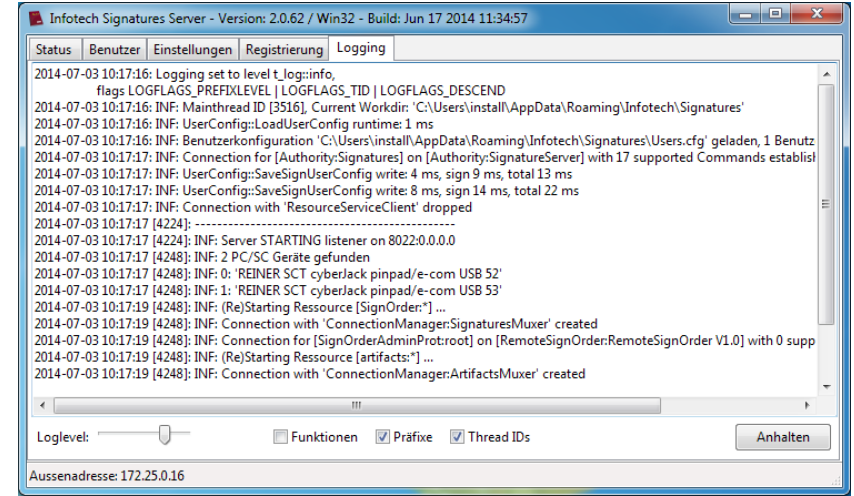 Infotech Signatures Server - Version: 2.0.62 / Win32 - Build: Jun 17 2014 11:34:57
Status Benutzer Einstellungen Registrierung Logging
2014-07-03 10:17:16: Logging set to level t_log::info,
flags LOGFLAGS_PREFIXLEVEL | LOGFLAGS_TID | LOGFLAGS_DESCEND
2014-07-03 10:17:16: INF: Mainthread ID [3516], Current Workdir: 'C:\Users\install\AppData\Roaming\Infotech\Signatures'
2014-07-03 10:17:16: INF: UserConfig::LoadUserConfig runtime: 1 ms
2014-07-03 10:17:16: INF: Benutzerkonfiguration 'C:\Users\install\AppData\Roaming\Infotech\Signatures\Users.cfg' geladen, 1 Benutz
2014-07-03 10:17:17: INF: Connection for [Authority:Signatures] on [Authority:SignatureServer] with 17 supported Commands establish
2014-07-03 10:17:17: INF: UserConfig::SaveSignUserConfig write: 4 ms, sign 9 ms, total 13 ms
2014-07-03 10:17:17: INF: UserConfig::SaveSignUserConfig write: 8 ms, sign 14 ms, total 22 ms
2014-07-03 10:17:17: INF: Connection with 'ResourceServiceClient' dropped
2014-07-03 10:17:17 [4224]: ------------------------------------------------
2014-07-03 10:17:17 [4224]: INF: Server STARTING listener on 8022:0.0.0.0
2014-07-03 10:17:17 [4248]: INF: 2 PC/SC Geräte gefunden
2014-07-03 10:17:17 [4248]: INF: 0: 'REINER SCT cyberJack pinpad/e-com USB 52'
2014-07-03 10:17:17 [4248]: INF: 1: 'REINER SCT cyberJack pinpad/e-com USB 53'
2014-07-03 10:17:19 [4248]: INF: (Re)Starting Ressource [SignOrder:*] ...
2014-07-03 10:17:19 [4248]: INF: Connection with 'ConnectionManager:SignaturesMuxer' created
2014-07-03 10:17:19 [4248]: INF: Connection for [SignOrderAdminProt:root] on [RemoteSignOrder:RemoteSignOrder V1.0] with 0 supp
2014-07-03 10:17:19 [4248]: INF: (Re)Starting Ressource [artifacts:*] ...
2014-07-03 10:17:19 [4248]: INF: Connection with 'ConnectionManager:ArtifactsMuxer' created
Loglevel: Funktionen Präfixe Thread IDs Anhalten
Aussenadresse: 172.25.0.16